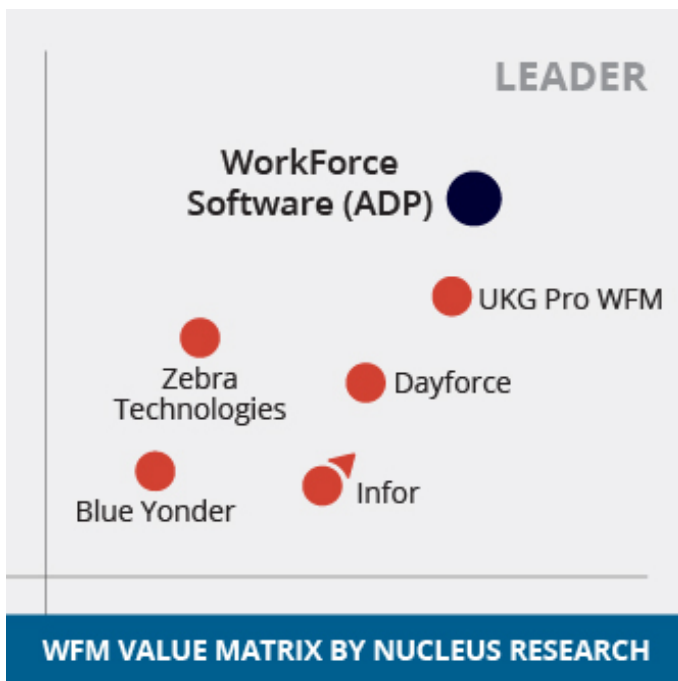 LEADER
WorkForce
Software (ADP)
UKG Pro WFM
Zebra
Technologies
Dayforce
Blue Yonder
Infor
WFM VALUE MATRIX BY NUCLEUS RESEARCH